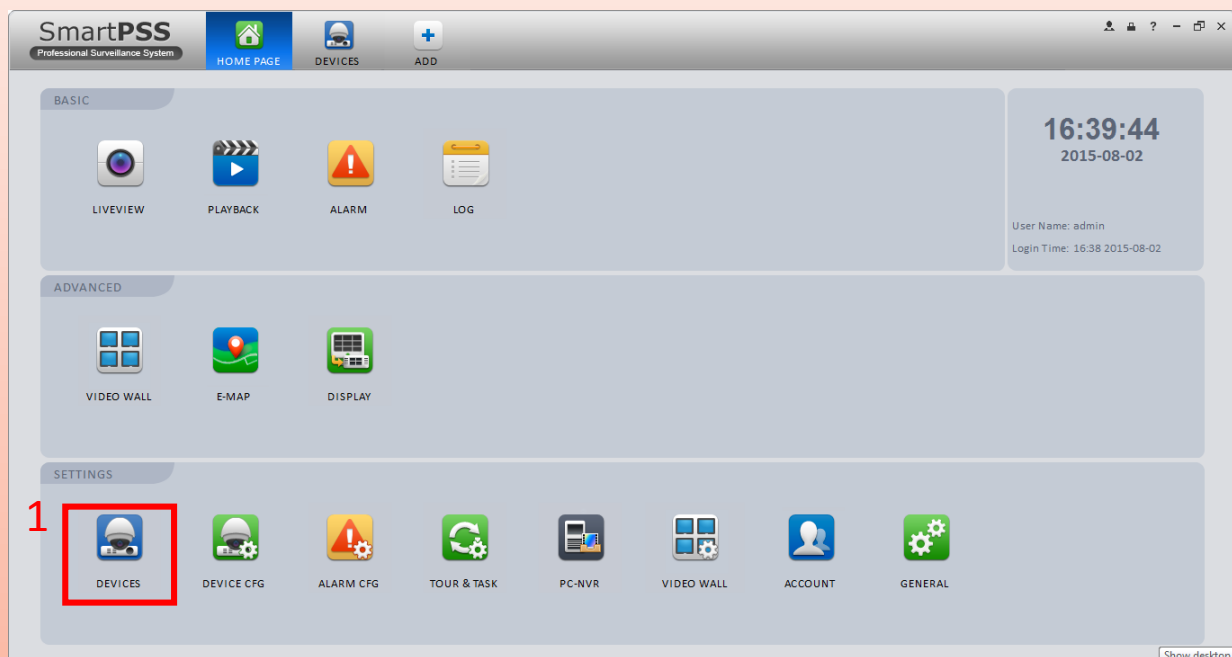 SmartPSS
Professional Surveillance System
HOME PAGE
DEVICES
ADD
?
BASIC
LIVEVIEW
PLAYBACK
ALARM
LOG
16:39:44
2015-08-02
User Name: admin
Login Time: 16:38 2015-08-02
ADVANCED
VIDEO WALL
E-MAP
DISPLAY
SETTINGS
1
DEVICES
DEVICE CFG
ALARM CFG
TOUR & TASK
PC-NVR
VIDEO WALL
ACCOUNT
GENERAL
Show desktop